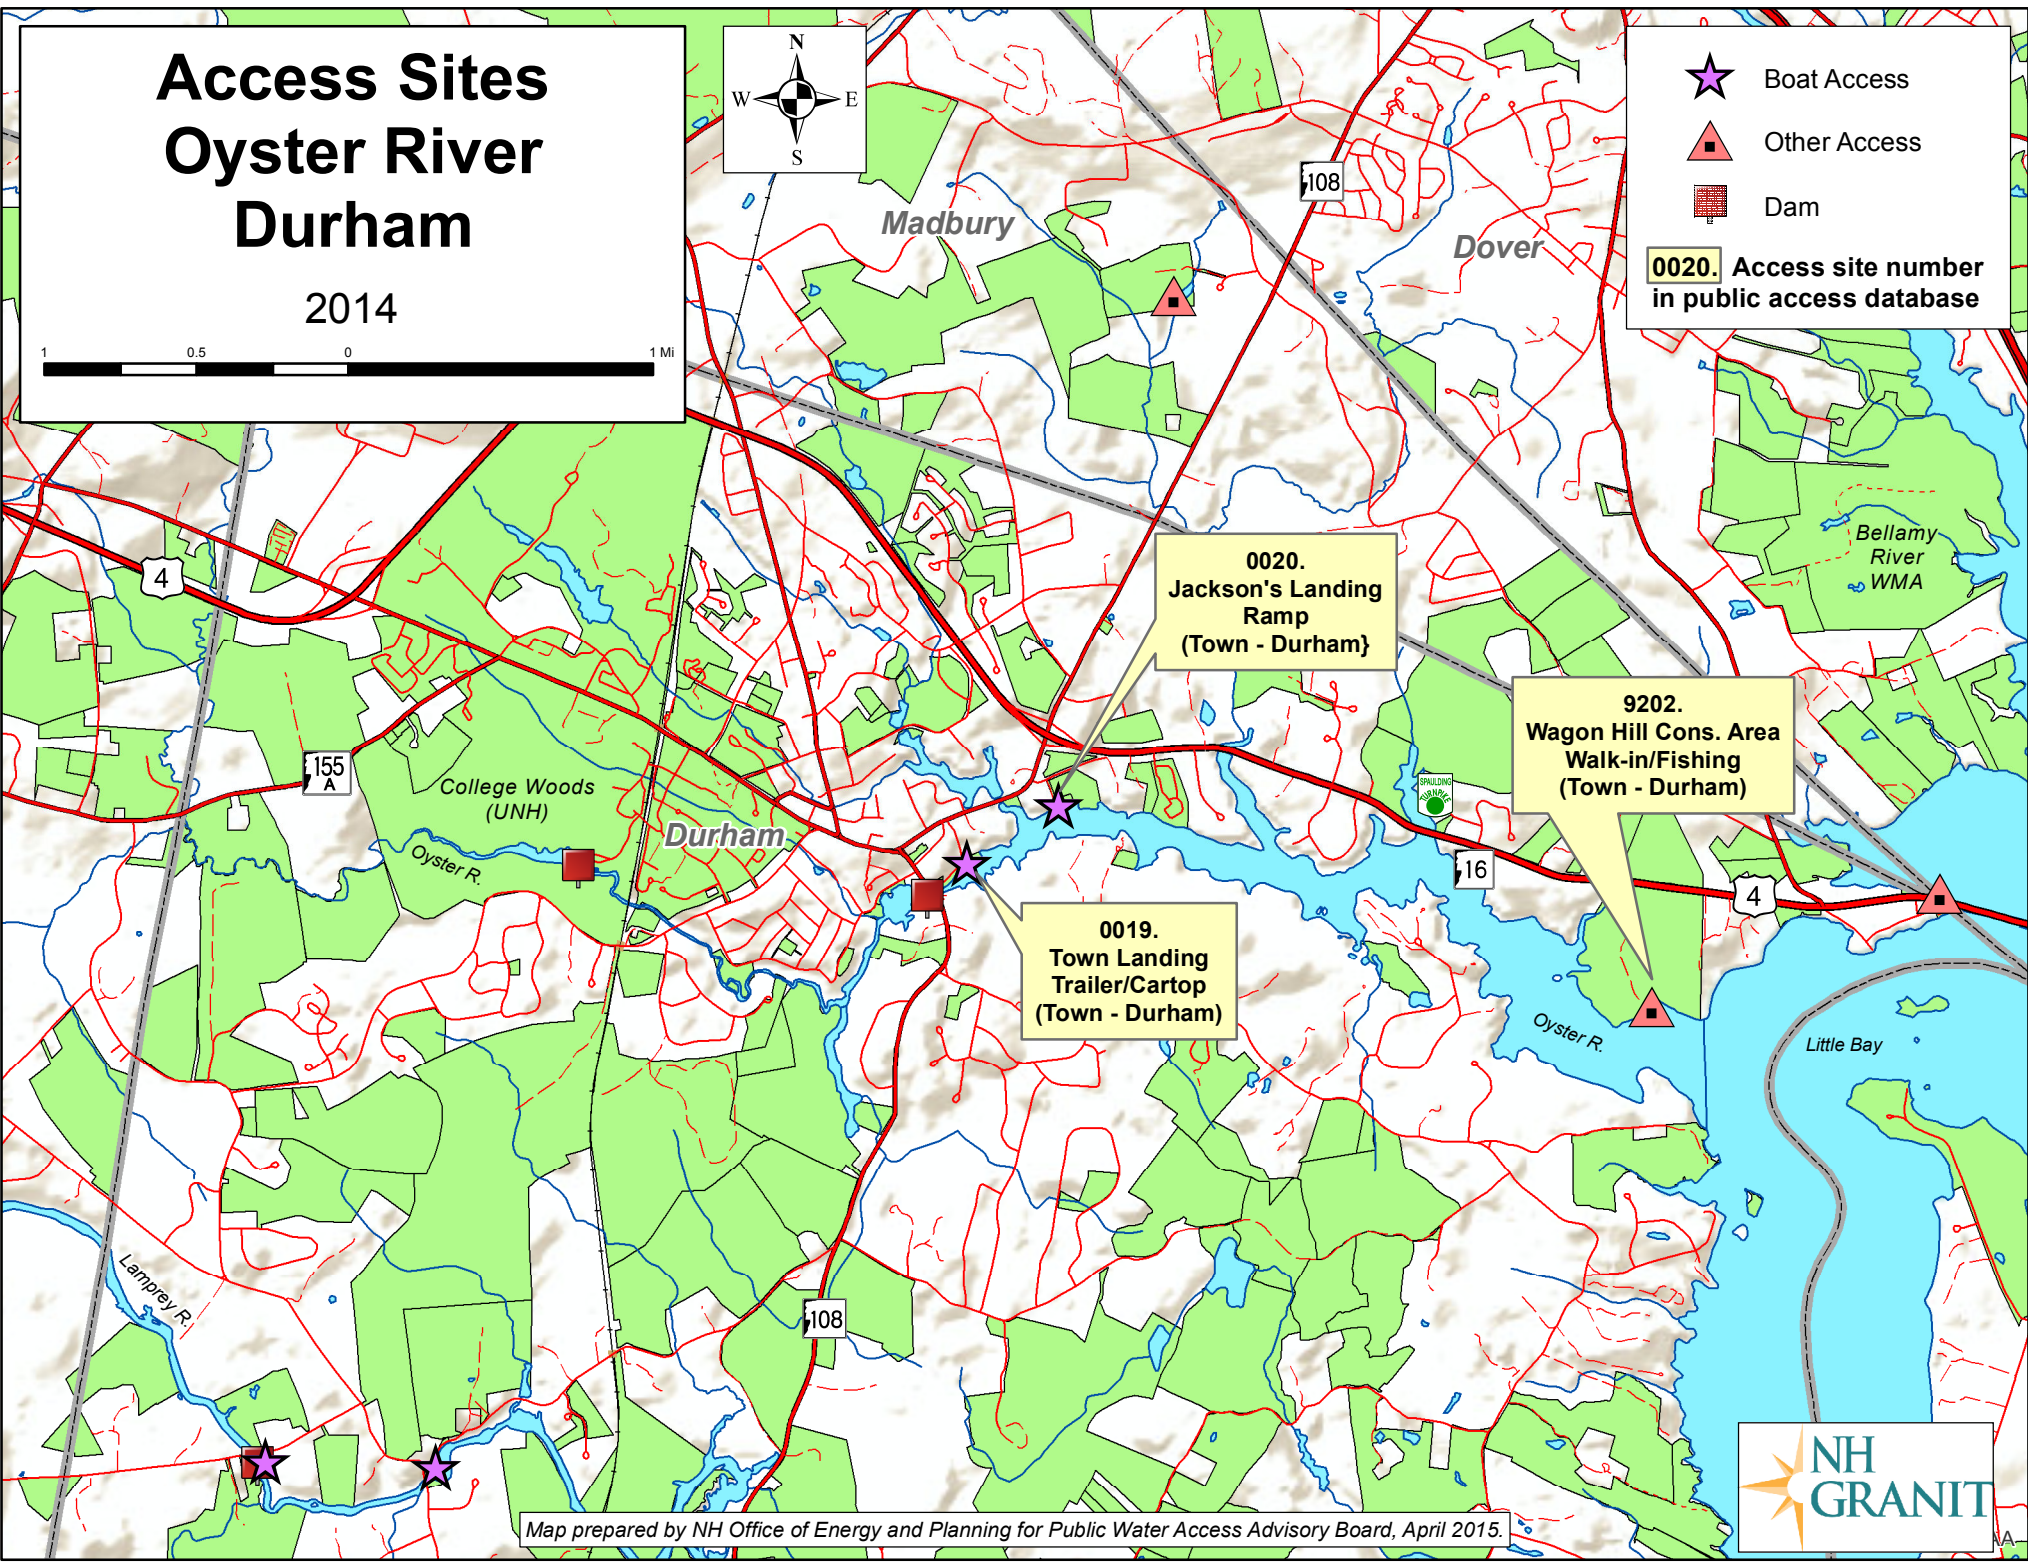 Access Sites
Oyster River
Durham
2014
1 0.5 0 1 Mi
N
W E
S
Boat Access
Other Access
Dam
0020. Access site number
in public access database
Madbury
Dover
108
Bellamy
River
WMA
4
0020.
Jackson's Landing
Ramp
(Town - Durham}
9202.
Wagon Hill Cons. Area
Walk-in/Fishing
(Town - Durham)
155
A
College Woods
(UNH)
SPAULDING
TURNPIKE
Durham
Oyster R.
16
4
0019.
Town Landing
Trailer/Cartop
(Town - Durham)
Oyster R.
Little Bay
Lamprey R.
108
NH
GRANIT
Map prepared by NH Office of Energy and Planning for Public Water Access Advisory Board, April 2015.